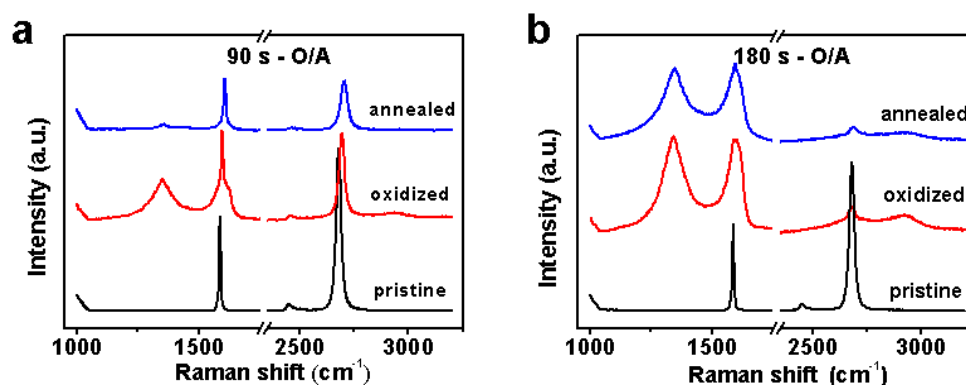 a
90 s - O/A
annealed
oxidized
pristine
Intensity (a.u.)
1000 1500 2500 3000
Raman shift (cm-1)
b
180 s - O/A
annealed
oxidized
pristine
Intensity (a.u.)
1000 1500 2500 3000
Raman shift (cm-1)